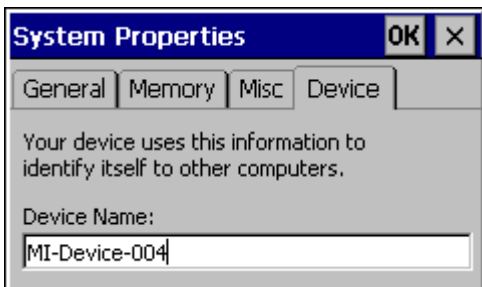 System Properties OK ×
General Memory Misc Device
Your device uses this information to
identify itself to other computers.
Device Name:
MI-Device-004